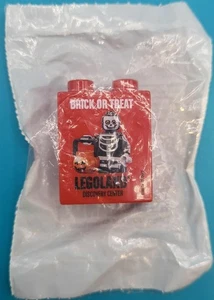 BRICK OR TREAT
LEGOLAND
DISCOVERY CENTER